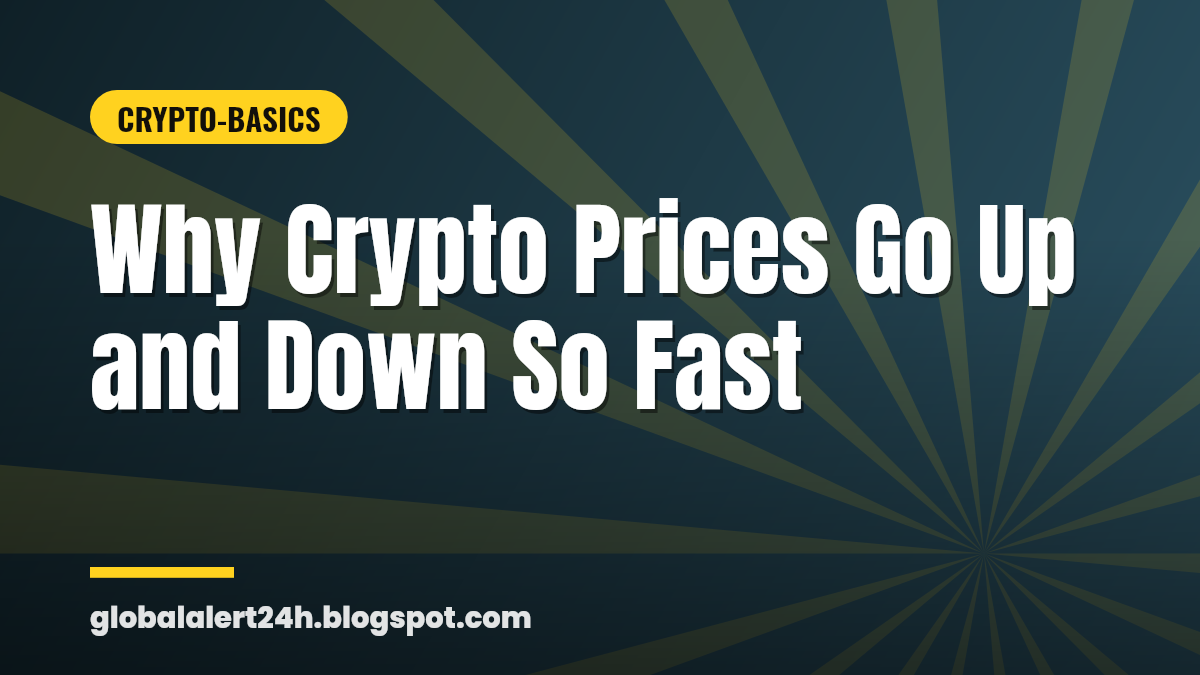 CRYPTO-BASICS
Why Crypto Prices Go Up
and Down So Fast
globalalert24h.blogspot.com